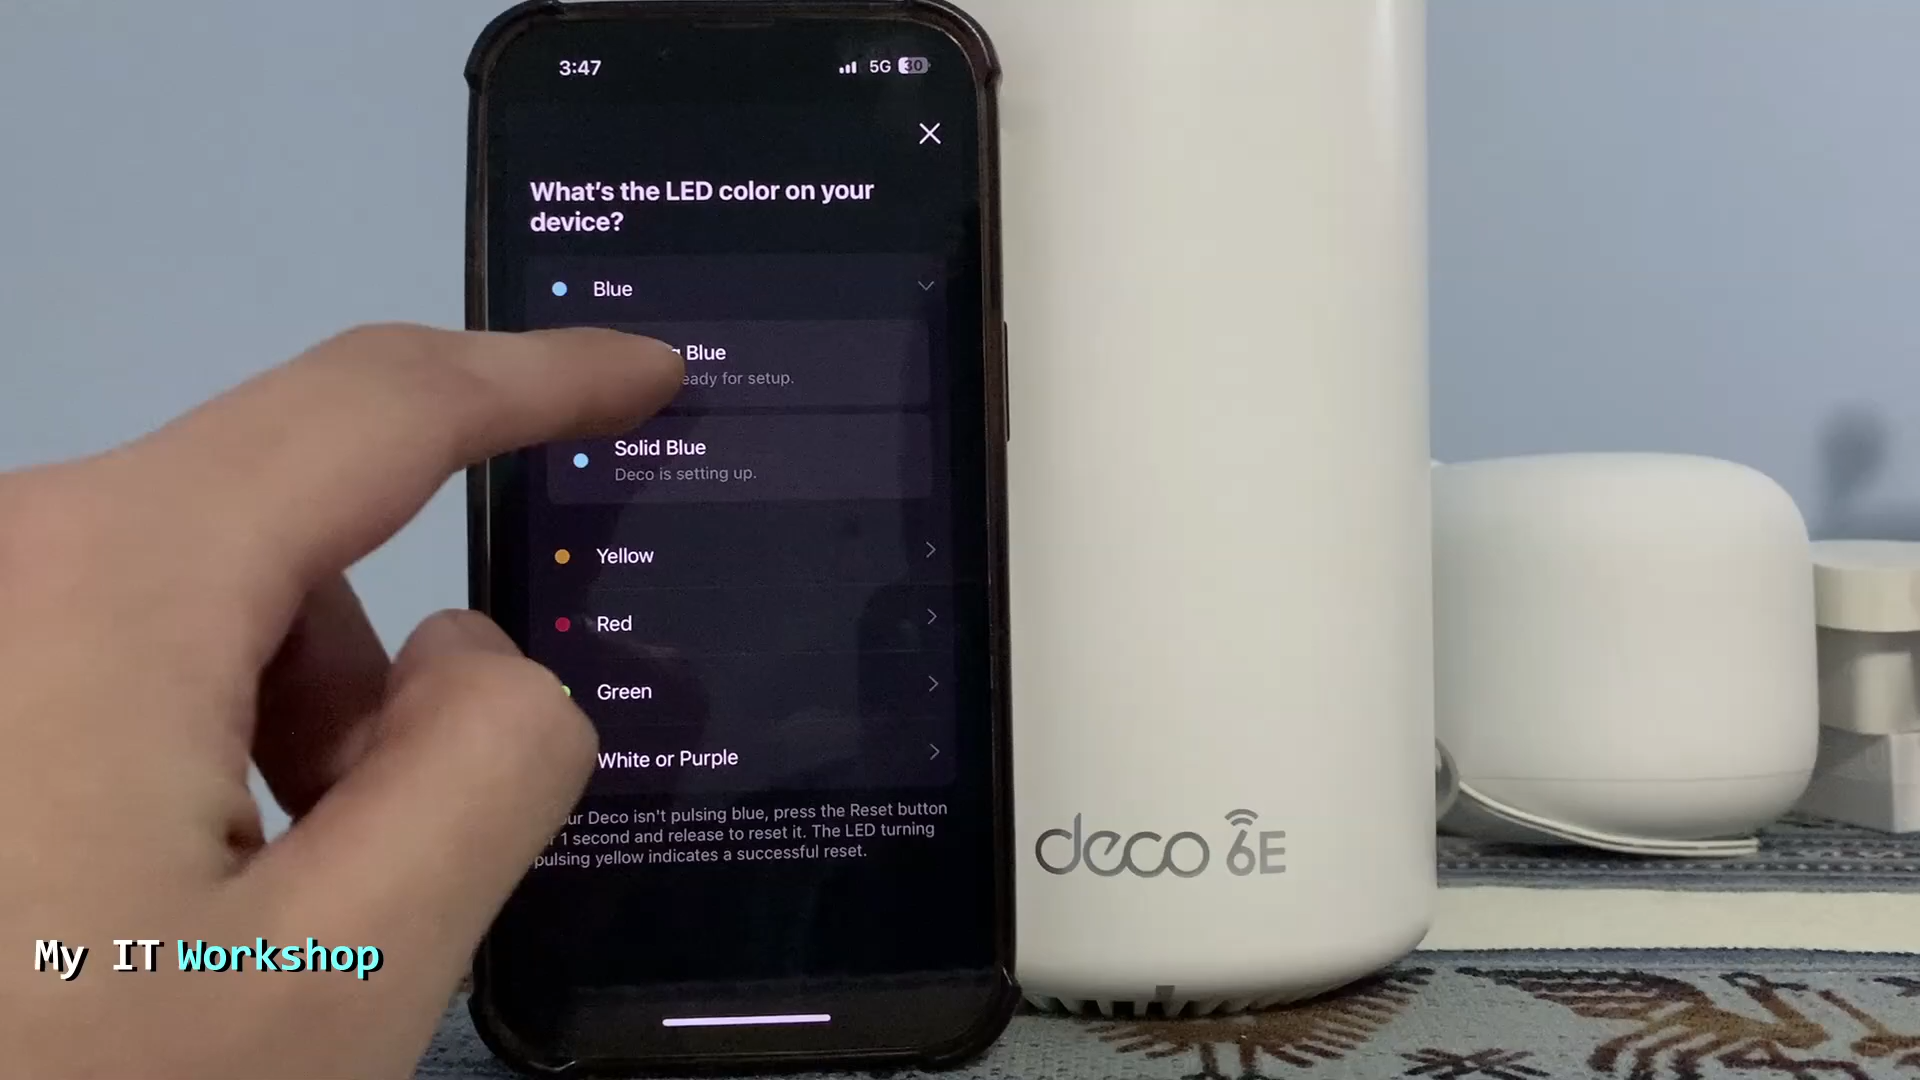 3:47 5G 30
What's the LED color on your
device?
Blue
Blue
eady for setup.
Solid Blue
Deco is setting up.
Yellow
Red
Green
White or Purple
ur Deco isn't pulsing blue, press the Reset button
1 second and release to reset it. The LED turning
pulsing yellow indicates a successful reset.
deco 6E
My IT Workshop